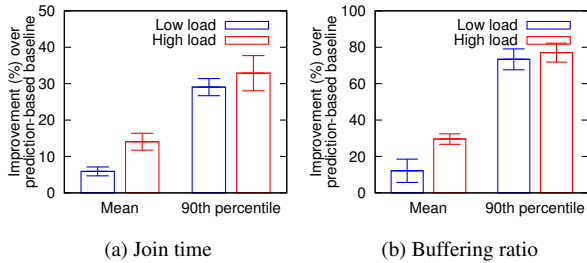 Improvement (%) over
prediction-based baseline
50
40
30
20
10
0
Low load
High load
Mean
90th percentile
(a) Join time
Improvement (%) over
prediction-based baseline
100
80
60
40
20
0
Low load
High load
Mean
90th percentile
(b) Buffering ratio